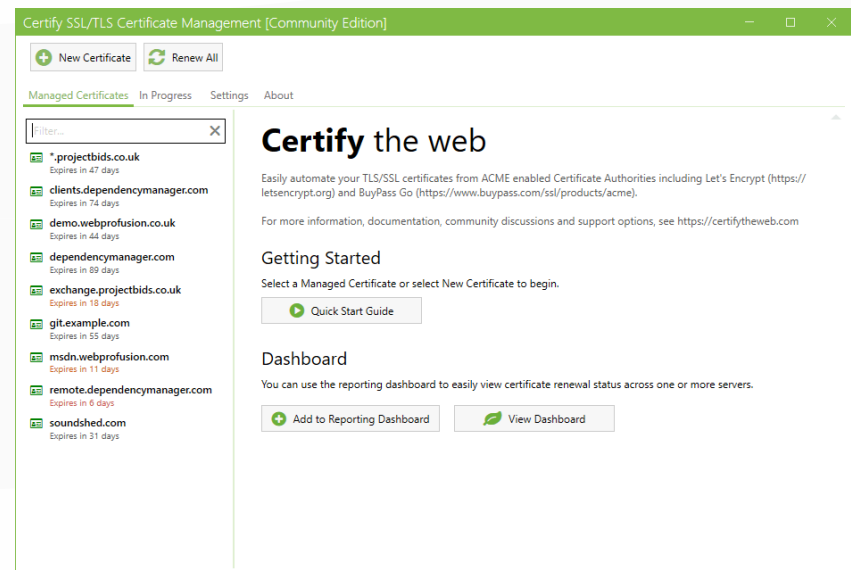 Certify SSL/TLS Certificate Management [Community Edition]
New Certificate
Renew All
Managed Certificates
In Progress
Settings
About
Filter...
*.projectbids.co.uk
Expires in 47 days
clients.dependencymanager.com
Expires in 74 days
demo.webprofusion.co.uk
Expires in 44 days
dependencymanager.com
Expires in 89 days
exchange.projectbids.co.uk
Expires in 18 days
git.example.com
Expires in 55 days
msdn.webprofusion.com
Expires in 11 days
remote.dependencymanager.com
Expires in 6 days
soundshed.com
Expires in 31 days
Certify the web
Easily automate your TLS/SSL certificates from ACME enabled Certificate Authorities including Let's Encrypt (https://
letsencrypt.org) and BuyPass Go (https://www.buypass.com/ssl/products/acme).
For more information, documentation, community discussions and support options, see https://certifytheweb.com
Getting Started
Select a Managed Certificate or select New Certificate to begin.
Quick Start Guide
Dashboard
You can use the reporting dashboard to easily view certificate renewal status across one or more servers.
Add to Reporting Dashboard
View Dashboard